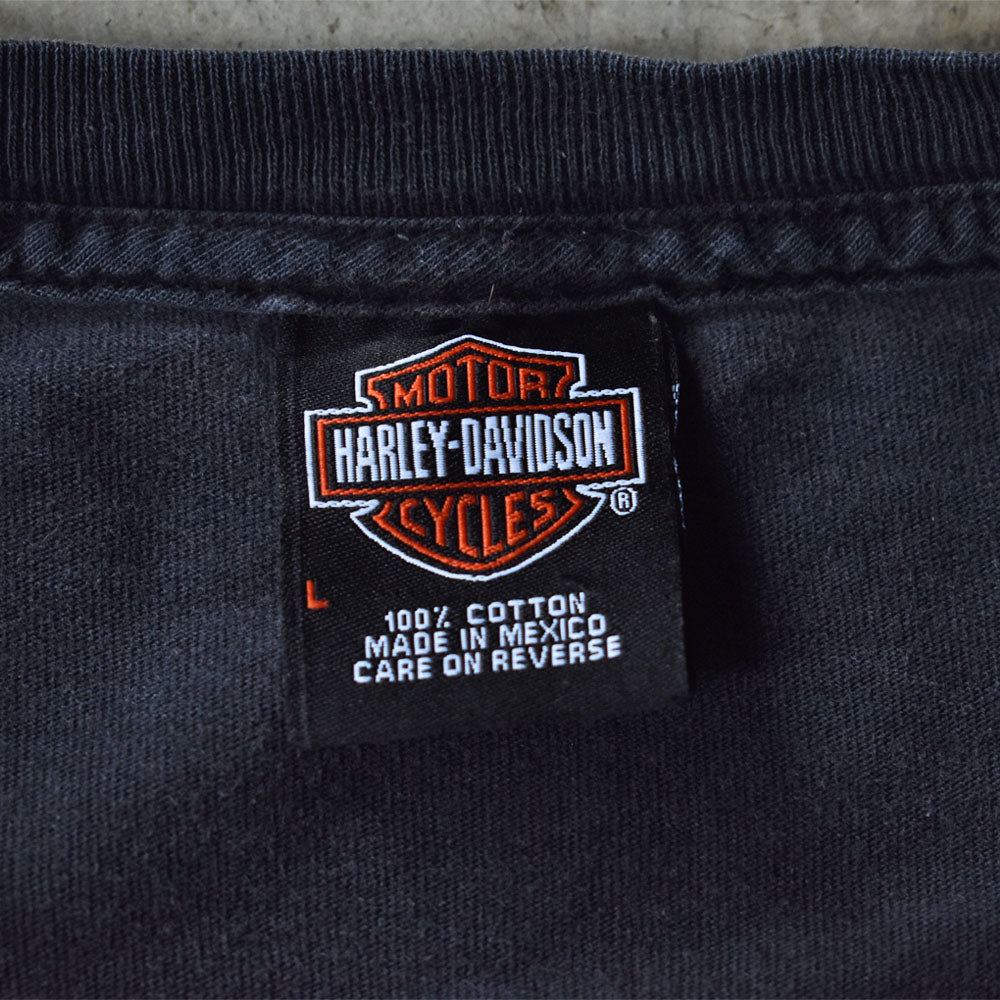 MOTOR
HARLEY-DAVIDSON
CYCLES
®
L
100% COTTON
MADE IN MEXICO
CARE ON REVERSE